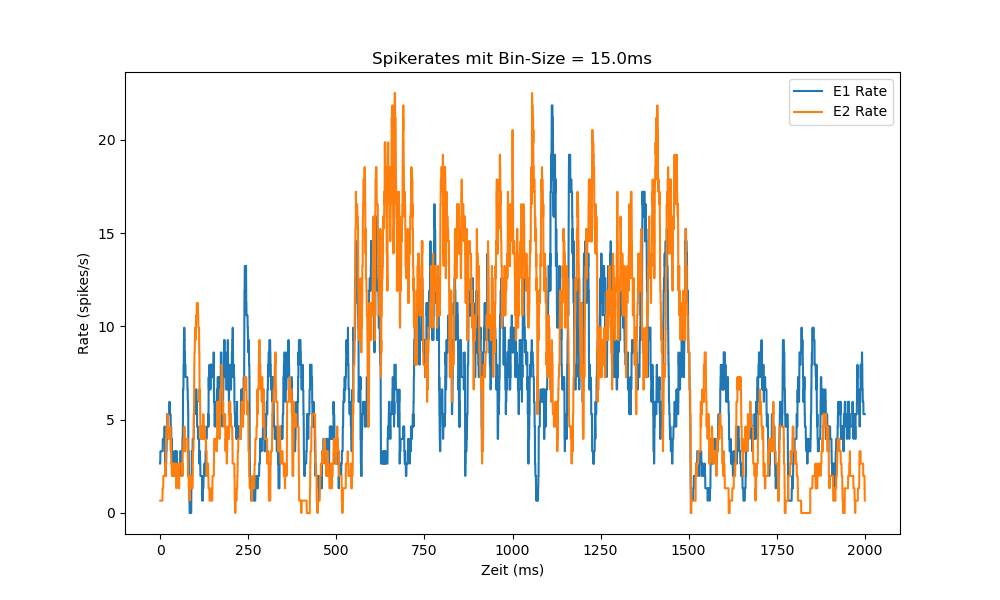 Spikerates mit Bin-Size = 15.0ms
E1 Rate
E2 Rate
Rate (spikes/s)
20
15
10
5
0
0 250 500 750 1000 1250 1500 1750 2000
Zeit (ms)